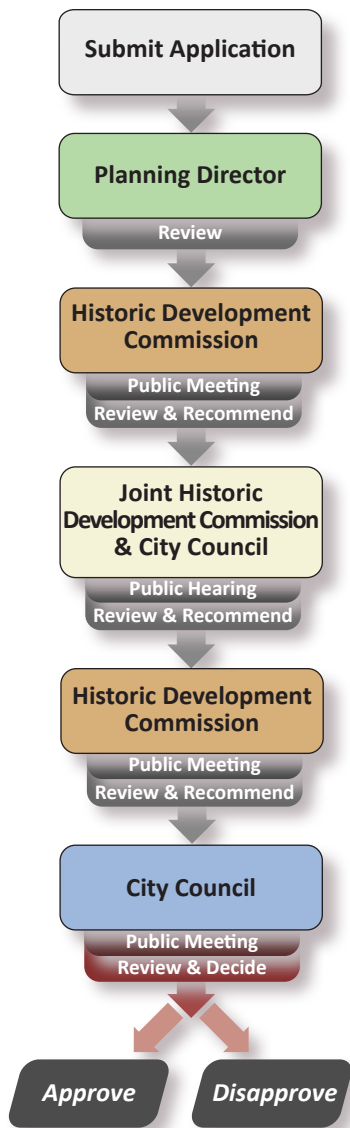 Submit Application
Planning Director
Review
Historic Development
Commission
Public Meeting
Review & Recommend
Joint Historic
Development Commission
& City Council
Public Hearing
Review & Recommend
Historic Development
Commission
Public Meeting
Review & Recommend
City Council
Public Meeting
Review & Decide
Approve
Disapprove